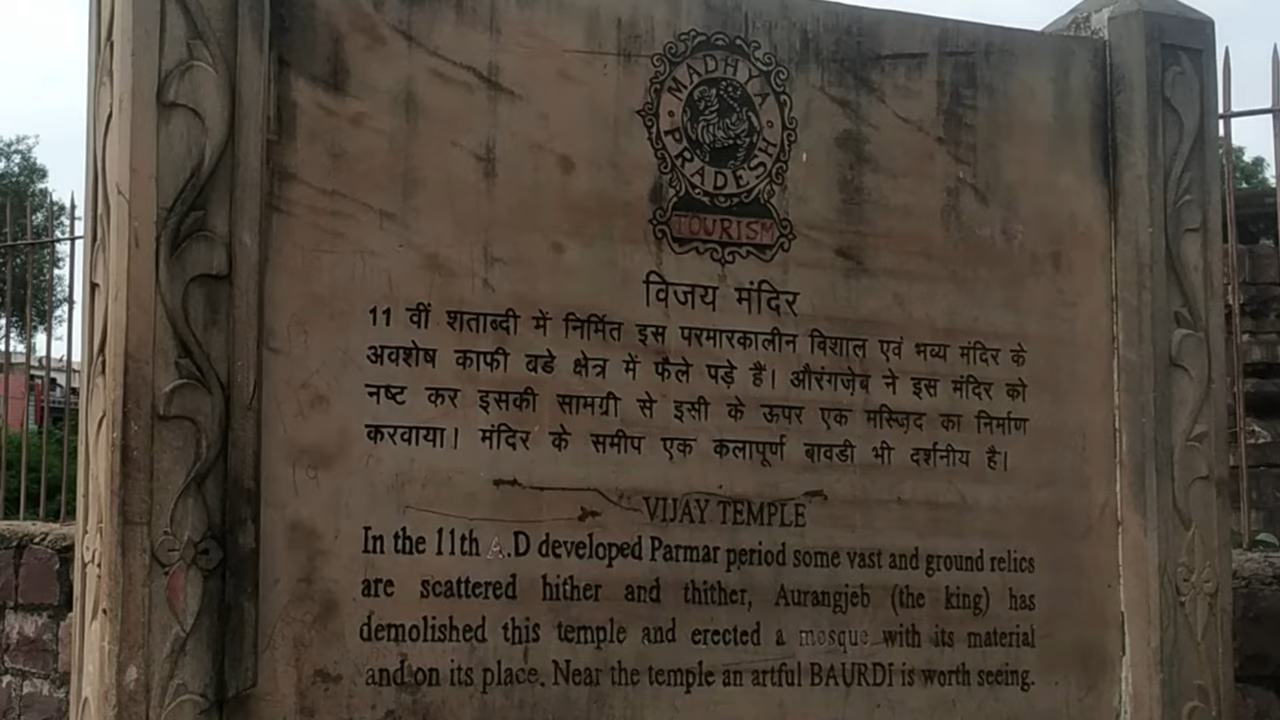 MADHYA PRADESH
TOURISM
विजय मंदिर
11 वीं शताब्दी में निर्मित इस परमारकालीन विशाल एवं भव्य मंदिर के
अवशेष काफी बडे क्षेत्र में फैले पड़े हैं। औरंगज़ेब ने इस मंदिर को
नष्ट कर इसकी सामग्री से इसी के ऊपर एक मस्ज़िद का निर्माण
करवाया। मंदिर के समीप एक कलापूर्ण बावडी भी दर्शनीय है।
VIJAY TEMPLE
In the 11th A.D developed Parmar period some vast and ground relics
are scattered hither and thither, Aurangjeb (the king) has
demolished this temple and erected a mosque with its material
and on its place. Near the temple an artful BAURDI is worth seeing.